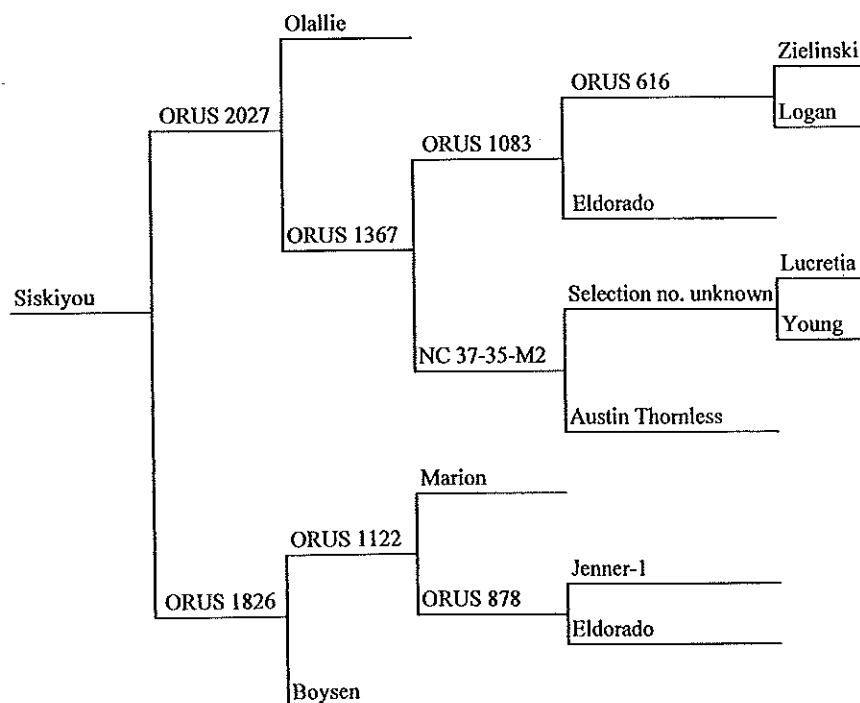 Olallie
Zielinski
ORUS 616
Logan
ORUS 2027
ORUS 1083
Eldorado
ORUS 1367
Lucretia
Siskiyou
Selection no. unknown
Young
NC 37-35-M2
Austin Thornless
Marion
ORUS 1122
Jenner-1
ORUS 878
ORUS 1826
Eldorado
Boysen